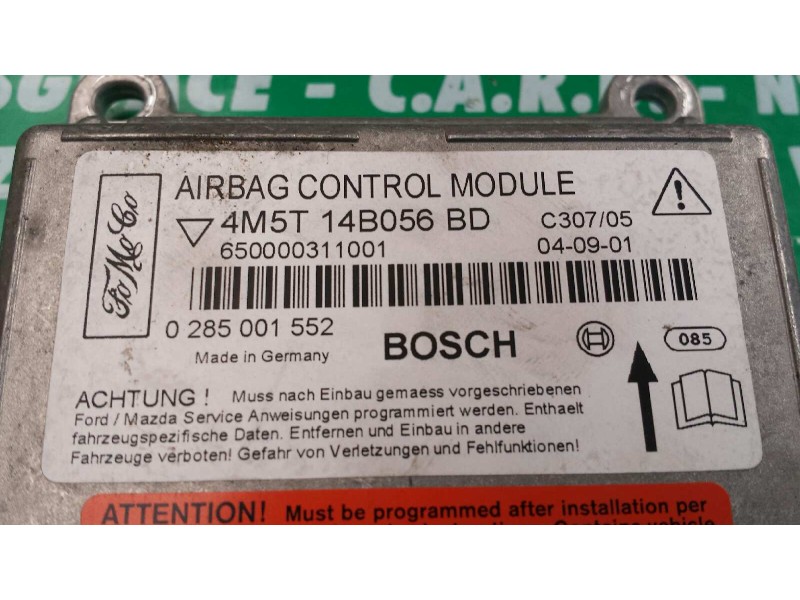 C.A.R.
FoMoCo
AIRBAG CONTROL MODULE
4M5T 14B056 BD C307/05
650000311001 04-09-01
0 285 001 552 BOSCH 085
Made in Germany
ACHTUNG ! Muss nach Einbau gemaess vorgeschriebenen
Ford / Mazda Service Anweisungen programmiert werden. Enthaelt
fahrzeugspezifische Daten. Entfernen und Einbau in andere
Fahrzeuge verboten! Gefahr von Verletzungen und Fehlfunktionen!
ATTENTION! Must be programmed after installation per